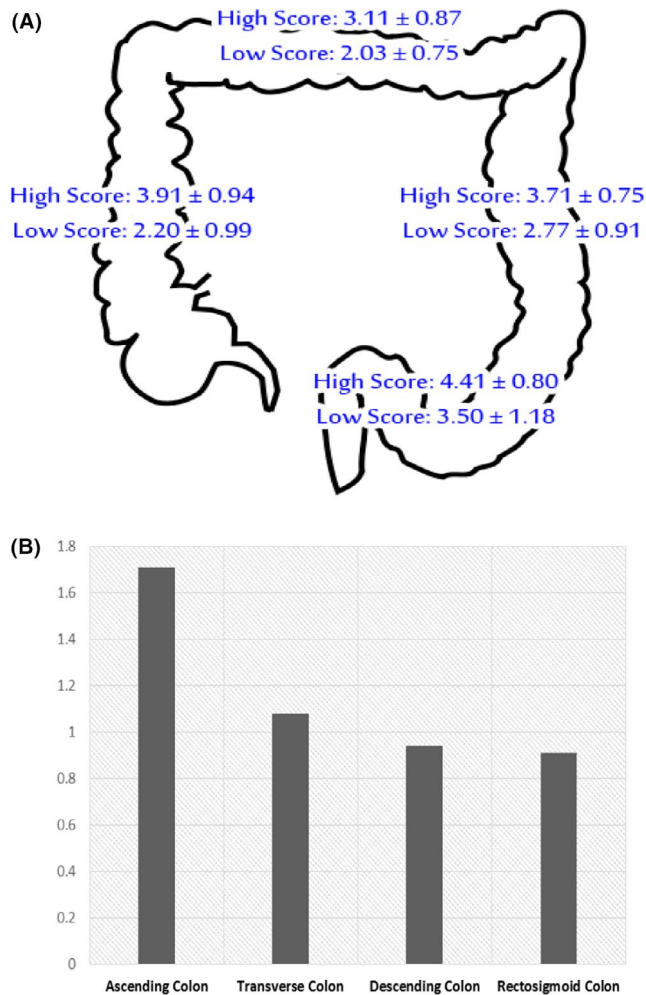 (A)
High Score: 3.11 ± 0.87
Low Score: 2.03 ± 0.75
High Score: 3.91 ± 0.94
Low Score: 2.20 ± 0.99
High Score: 3.71 ± 0.75
Low Score: 2.77 ± 0.91
High Score: 4.41 ± 0.80
Low Score: 3.50 ± 1.18
(B)
1.8
1.6
1.4
1.2
1
0.8
0.6
0.4
0.2
0
Ascending Colon Transverse Colon Descending Colon Rectosigmoid Colon